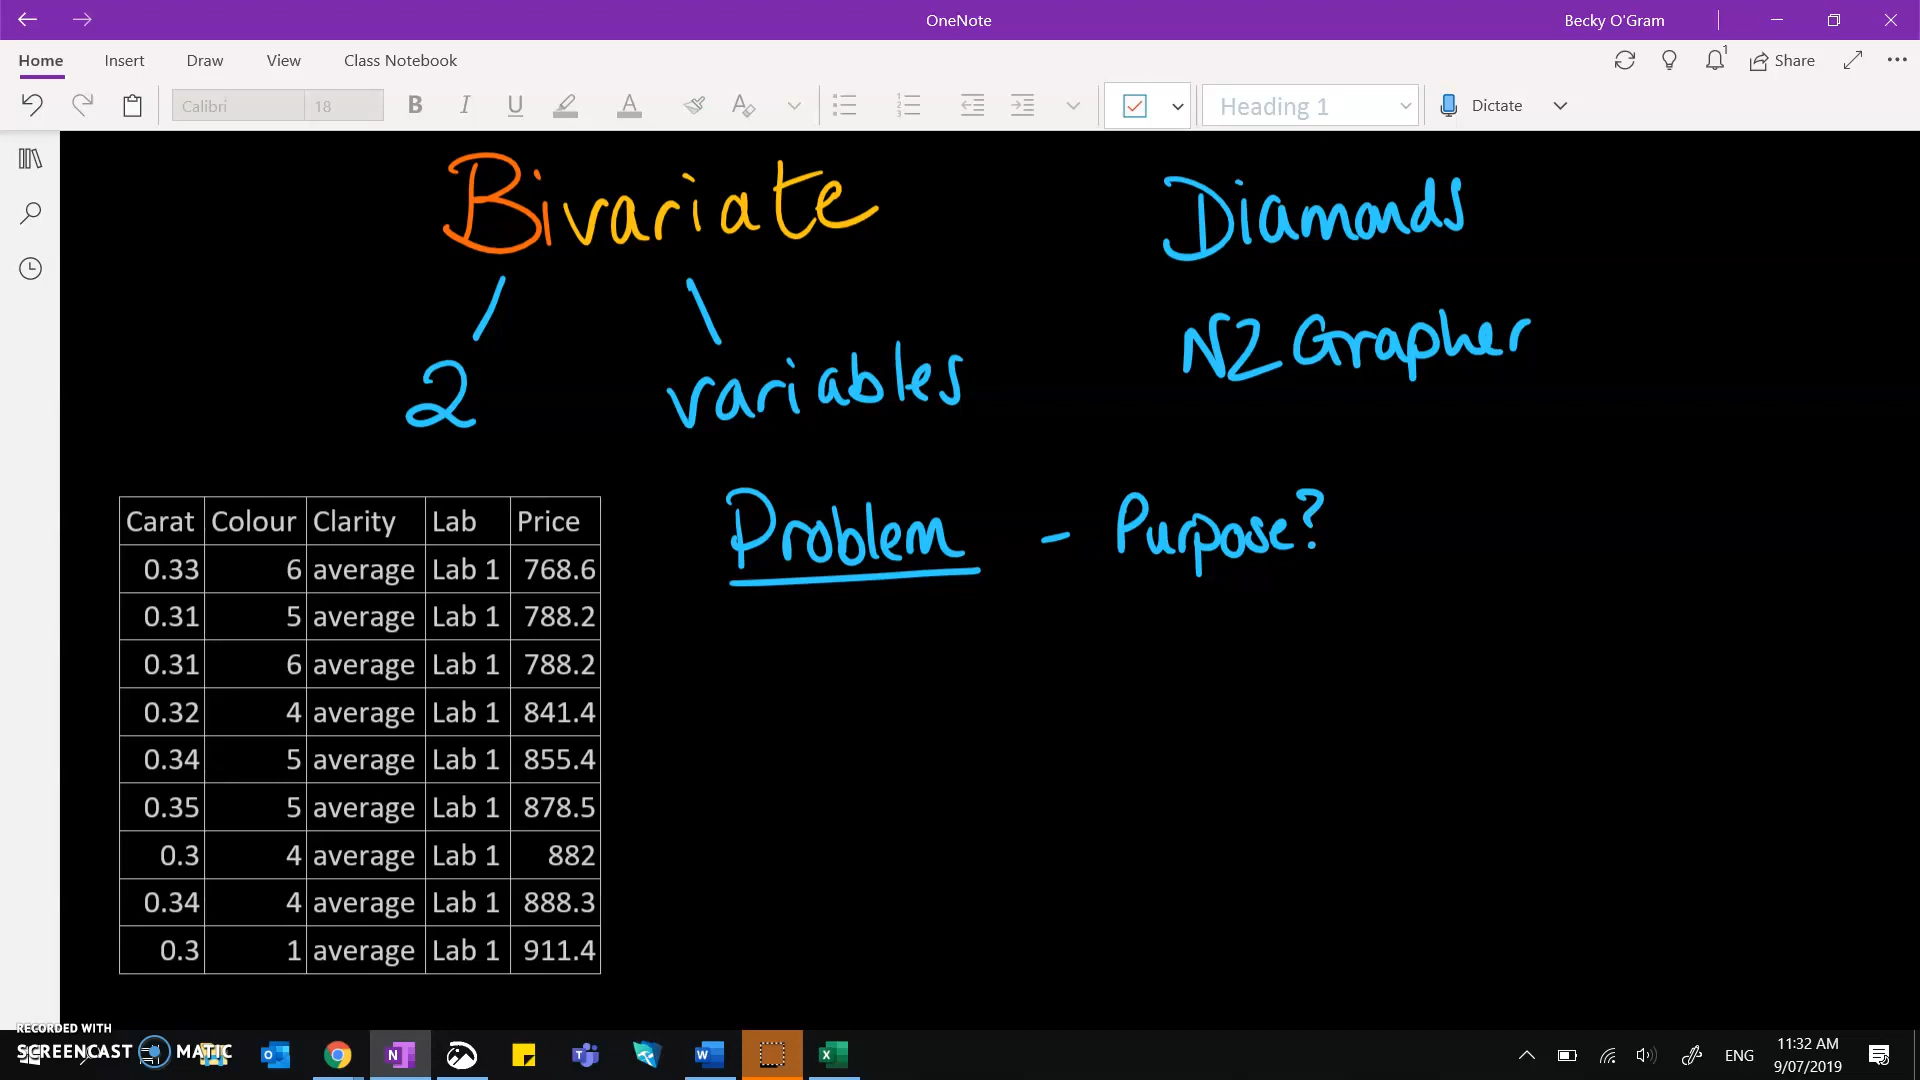 OneNote
Becky O'Gram
Home Insert Draw View Class Notebook
1
Share
Calibri 18 B I U A Heading 1 Dictate
Bivariate
2 variables
Diamonds
NZ Grapher
Problem - Purpose?
Carat Colour Clarity Lab Price
0.33 6 average Lab 1 768.6
0.31 5 average Lab 1 788.2
0.31 6 average Lab 1 788.2
0.32 4 average Lab 1 841.4
0.34 5 average Lab 1 855.4
0.35 5 average Lab 1 878.5
0.3 4 average Lab 1 882
0.34 4 average Lab 1 888.3
0.3 1 average Lab 1 911.4
RECORDED WITH
SCREENCAST MATIC
ENG
11:32 AM
9/07/2019